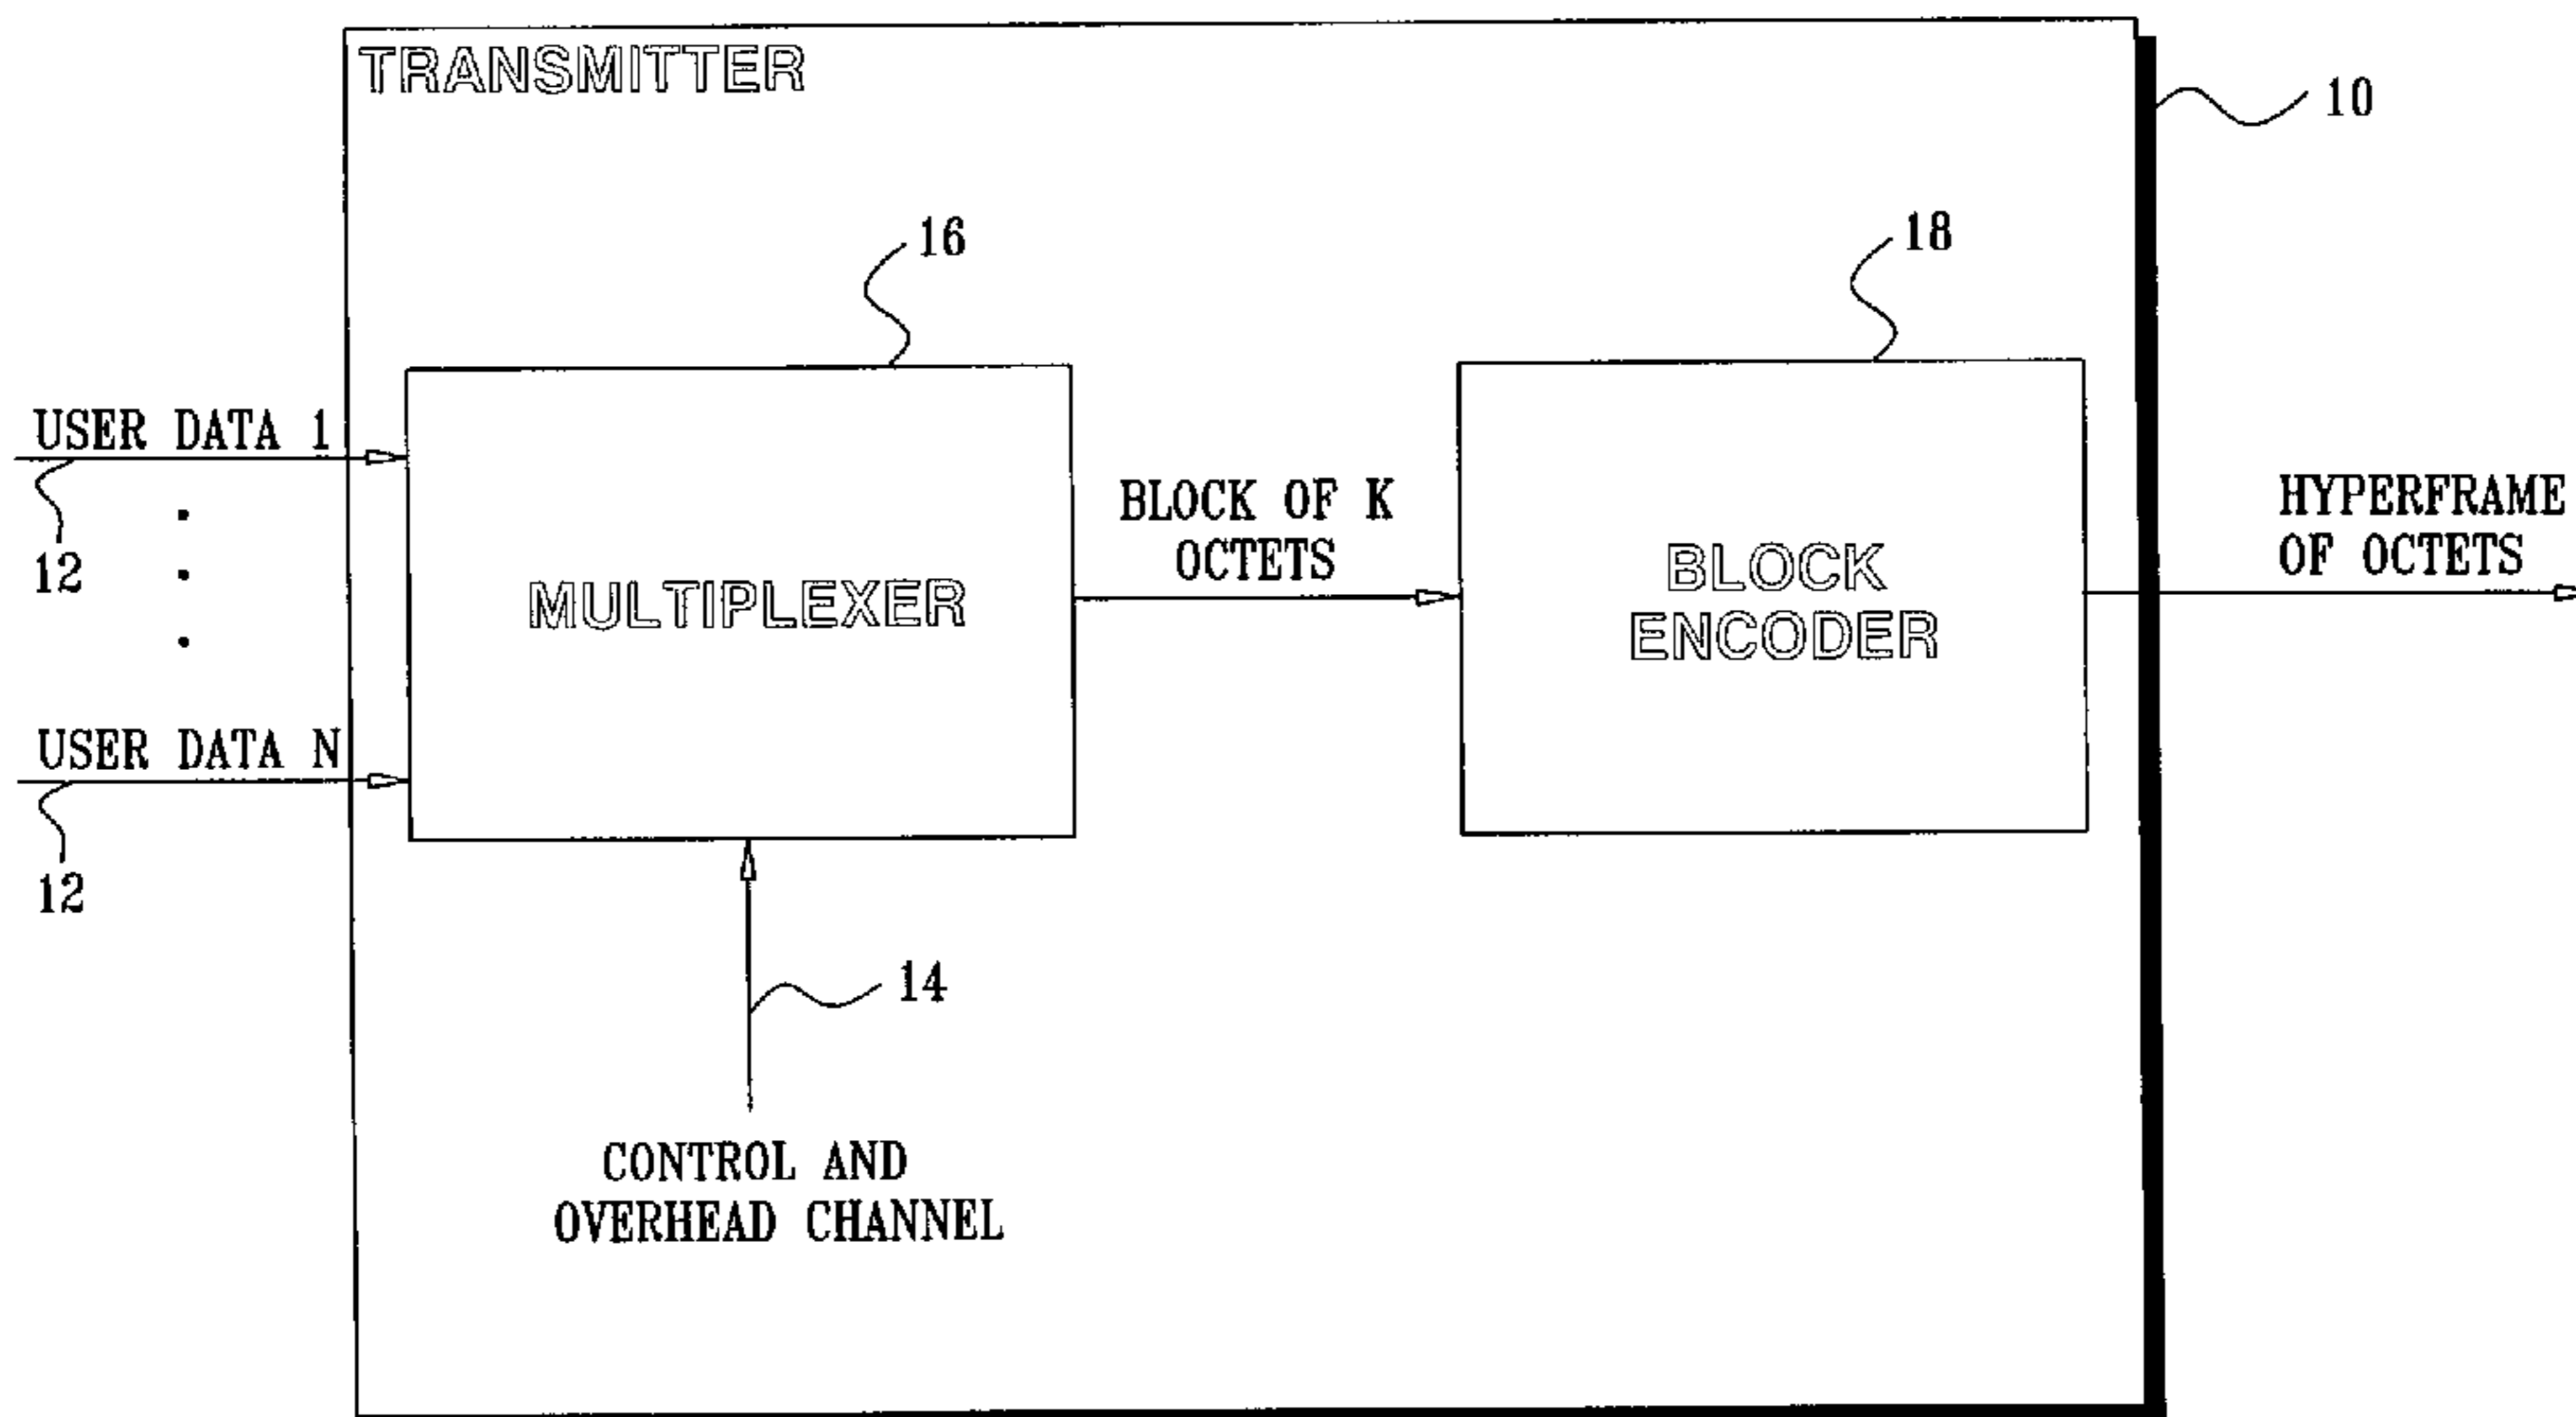 TRANSMITTER
10
16
18
USER DATA 1
12
BLOCK OF K
OCTETS
HYPERFRAME
OF OCTETS
MULTIPLEXER
BLOCK
ENCODER
USER DATA N
12
14
CONTROL AND
OVERHEAD CHANNEL